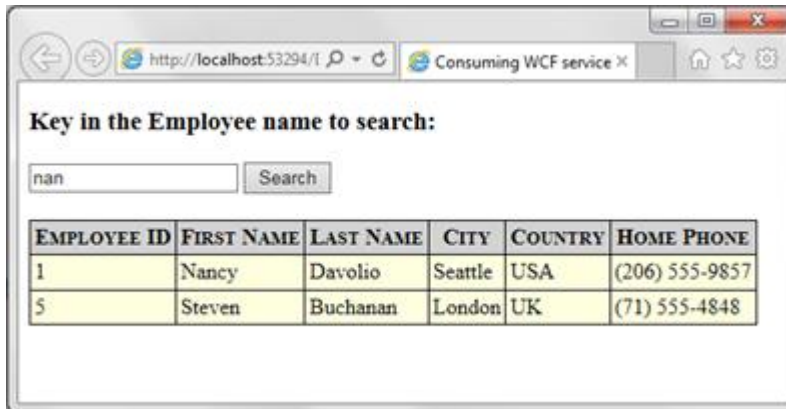 http://localhost:53294/I
Consuming WCF service
Key in the Employee name to search:
nan Search
EMPLOYEE ID FIRST NAME LAST NAME CITY COUNTRY HOME PHONE
1 Nancy Davolio Seattle USA (206) 555-9857
5 Steven Buchanan London UK (71) 555-4848